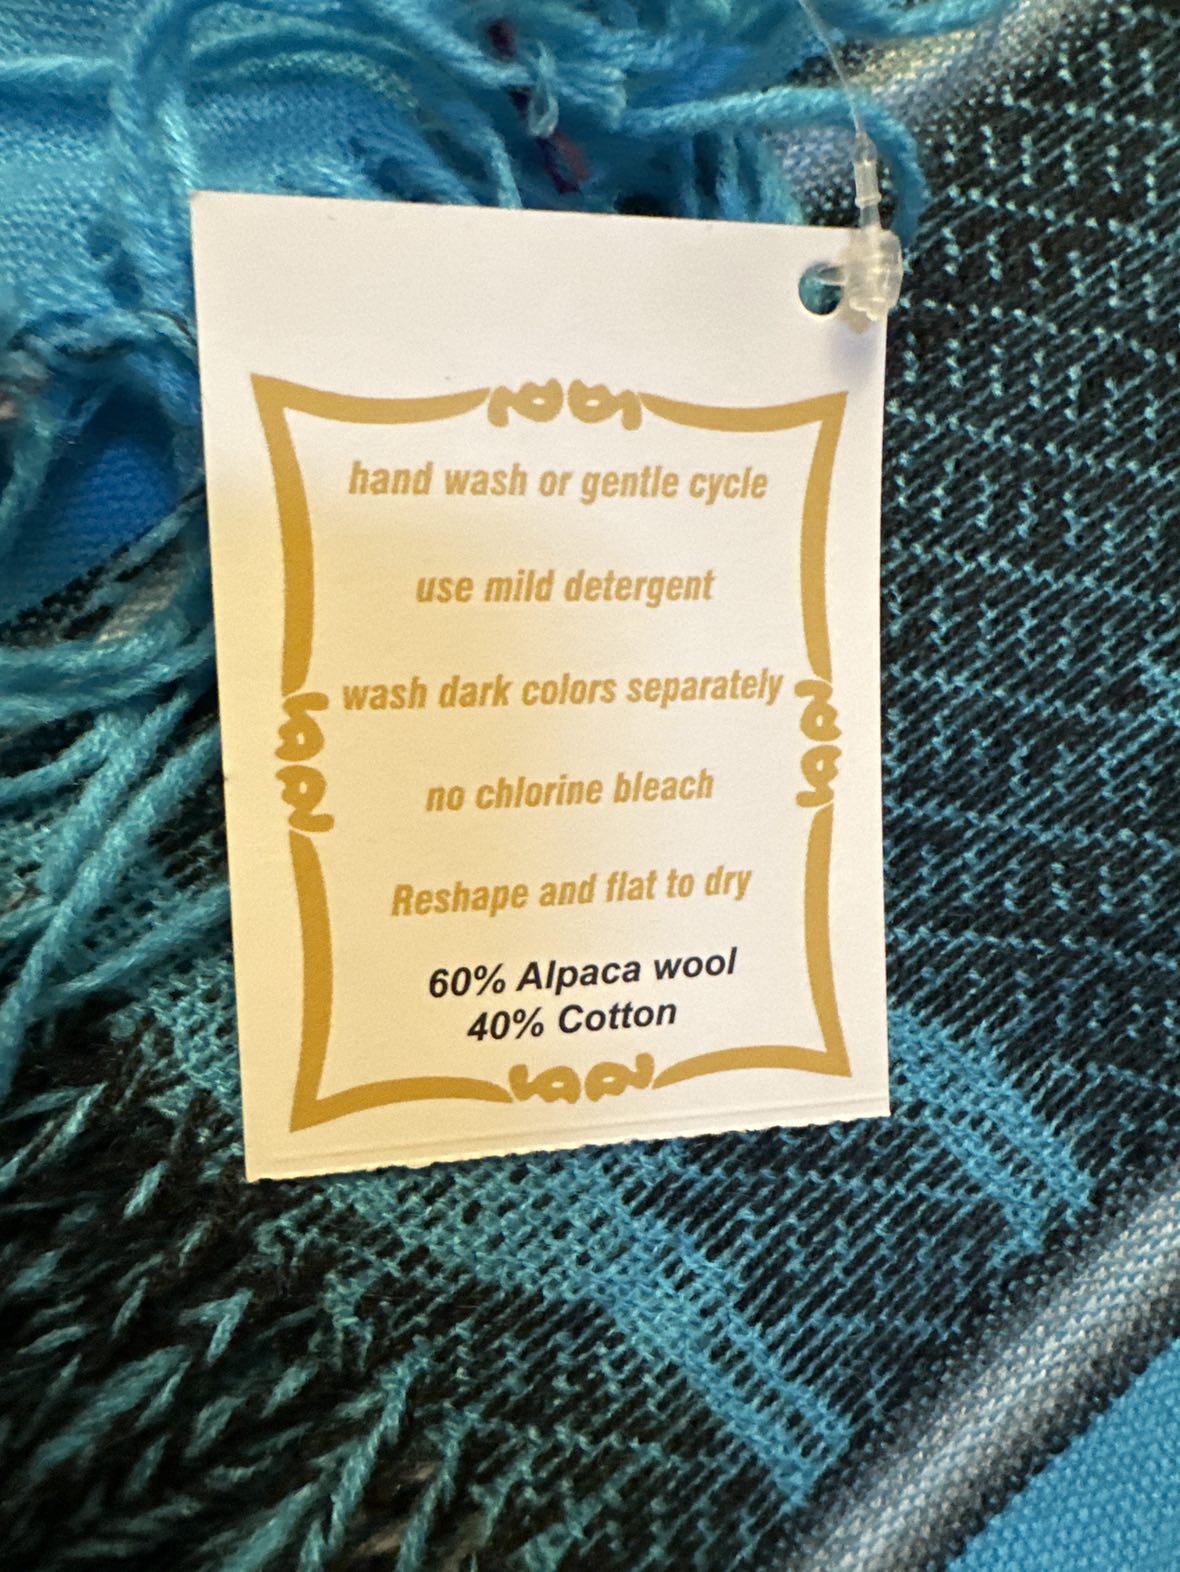 hand wash or gentle cycle
use mild detergent
wash dark colors separately
no chlorine bleach
Reshape and flat to dry
60% Alpaca wool
40% Cotton